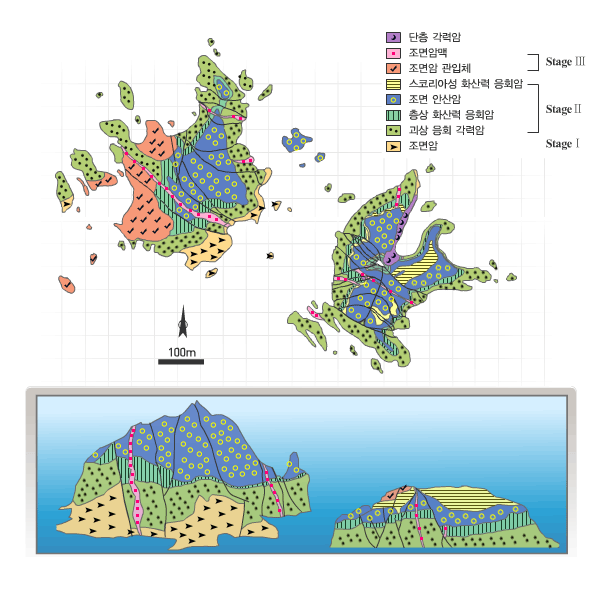 단층 각력암
조면암맥
조면암 관입체
Stage III
스코리아성 화산력 응회암
조면 안산암
층상 화산력 응회암
Stage II
괴상 응회 각력암
조면암
Stage I
100m